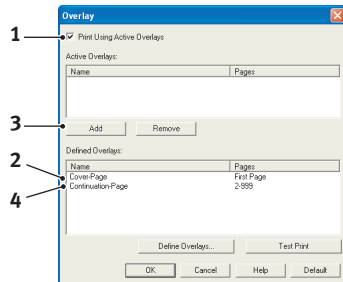 Overlay
1
Print Using Active Overlays
Active Overlays:
Name Pages
3
Add Remove
Defined Overlays:
Name Pages
2
Cover-Page First Page
4
Continuation-Page 2-999
Define Overlays... Test Print
OK Cancel Help Default